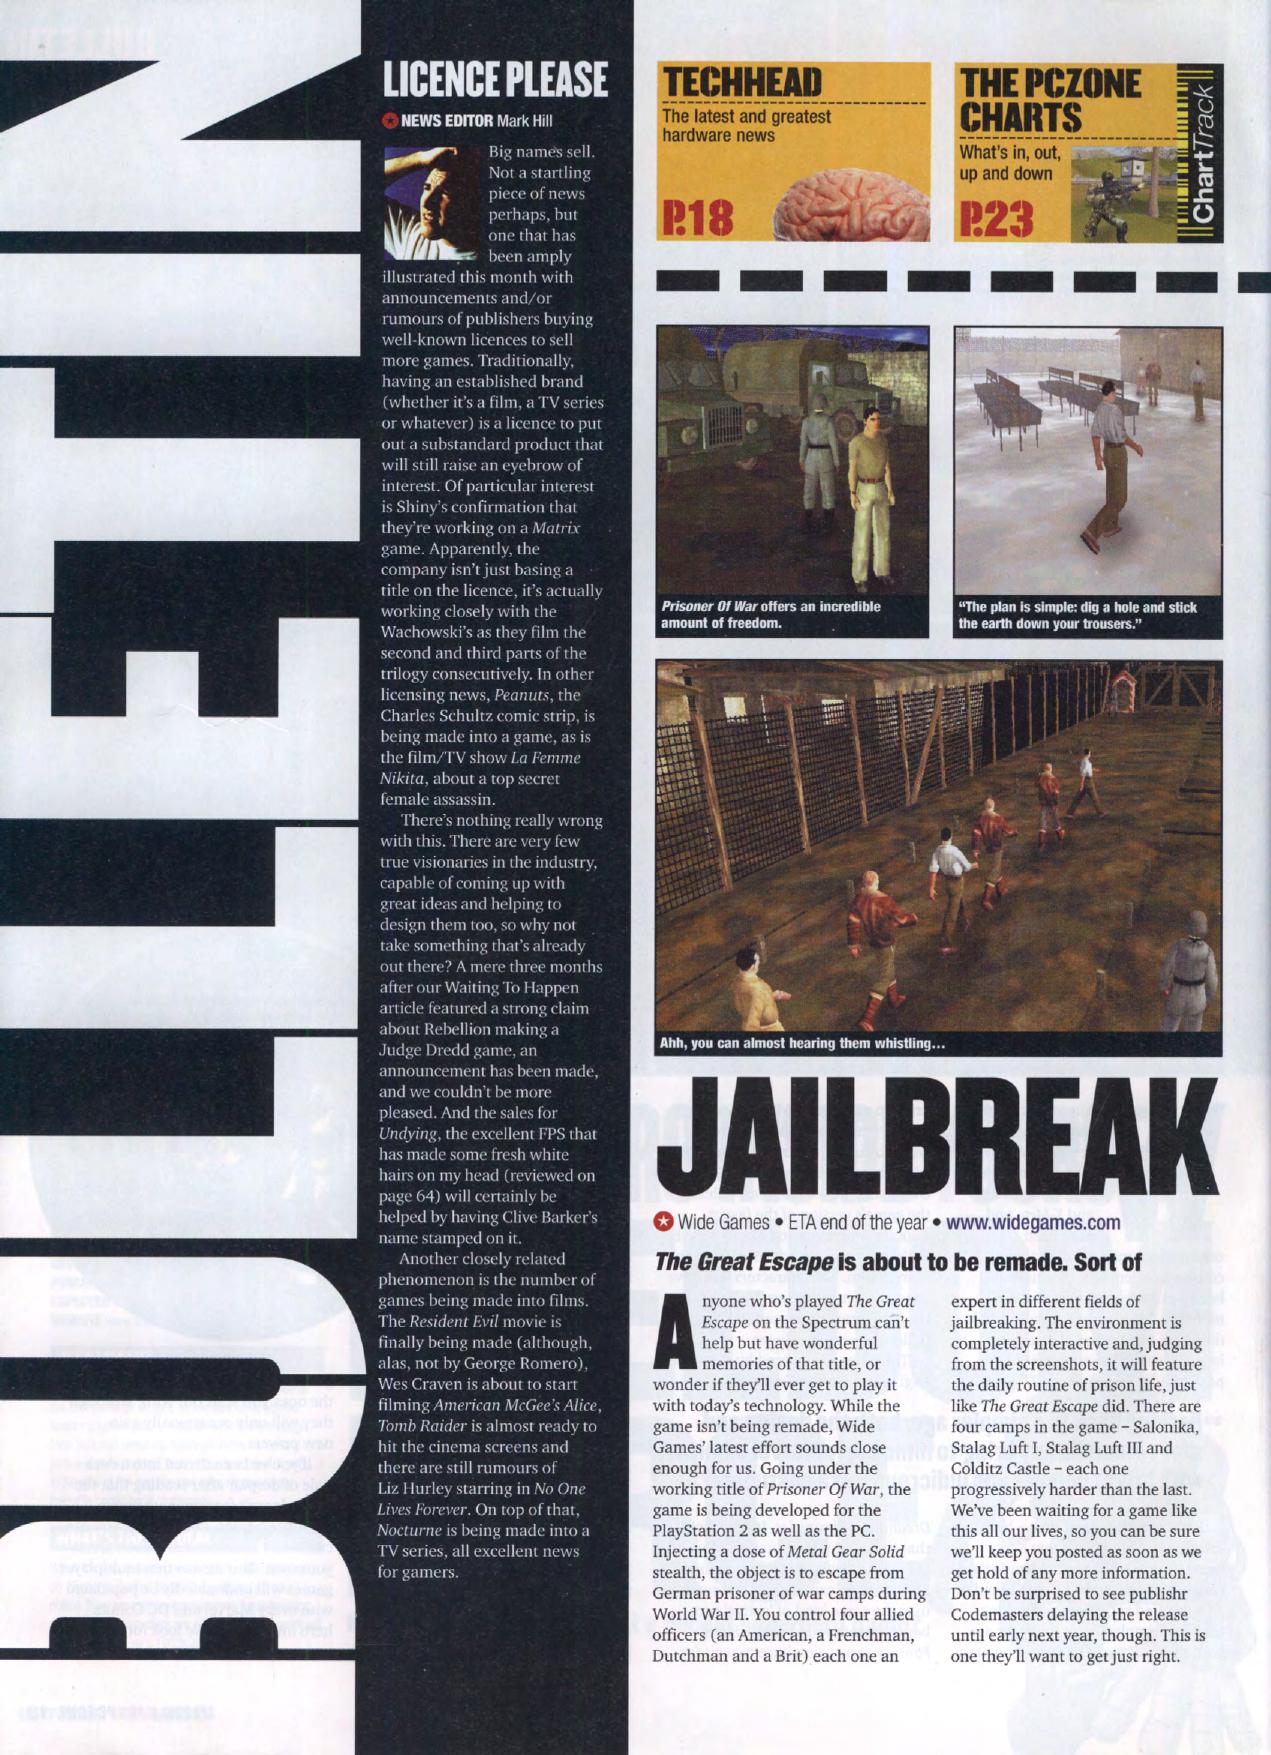 BULLETIN
LICENCE PLEASE
NEWS EDITOR Mark Hill
Big names sell.
Not a startling
piece of news
perhaps, but
one that has
been amply
illustrated this month with
announcements and/or
rumours of publishers buying
well-known licences to sell
more games. Traditionally,
having an established brand
(whether it's a film, a TV series
or whatever) is a licence to put
out a substandard product that
will still raise an eyebrow of
interest. Of particular interest
is Shiny's confirmation that
they're working on a Matrix
game. Apparently, the
company isn't just basing a
title on the licence, it's actually
working closely with the
Wachowski's as they film the
second and third parts of the
trilogy consecutively. In other
licensing news, Peanuts, the
Charles Schultz comic strip, is
being made into a game, as is
the film/TV show La Femme
Nikita, about a top secret
female assassin.
There's nothing really wrong
with this. There are very few
true visionaries in the industry,
capable of coming up with
great ideas and helping to
design them too, so why not
take something that's already
out there? A mere three months
after our Waiting To Happen
article featured a strong claim
about Rebellion making a
Judge Dredd game, an
announcement has been made,
and we couldn't be more
pleased. And the sales for
Undying, the excellent FPS that
has made some fresh white
hairs on my head (reviewed on
page 64) will certainly be
helped by having Clive Barker's
name stamped on it.
Another closely related
phenomenon is the number of
games being made into films.
The Resident Evil movie is
finally being made (although,
alas, not by George Romero),
Wes Craven is about to start
filming American McGee's Alice,
Tomb Raider is almost ready to
hit the cinema screens and
there are still rumours of
Liz Hurley starring in No One
Lives Forever. On top of that,
Nocturne is being made into a
TV series, all excellent news
for gamers.
TECHHEAD
The latest and greatest
hardware news
P.18
THE PCZONE
CHARTS
What's in, out,
up and down
P.23
ChartTrack
Prisoner Of War offers an incredible
amount of freedom.
"The plan is simple: dig a hole and stick
the earth down your trousers."
Ahh, you can almost hearing them whistling...
JAILBREAK
Wide Games • ETA end of the year • www.widegames.com
The Great Escape is about to be remade. Sort of
Anyone who's played The Great
Escape on the Spectrum can't
help but have wonderful
memories of that title, or
wonder if they'll ever get to play it
with today's technology. While the
game isn't being remade, Wide
Games' latest effort sounds close
enough for us. Going under the
working title of Prisoner Of War, the
game is being developed for the
PlayStation 2 as well as the PC.
Injecting a dose of Metal Gear Solid
stealth, the object is to escape from
German prisoner of war camps during
World War II. You control four allied
officers (an American, a Frenchman,
Dutchman and a Brit) each one an
expert in different fields of
jailbreaking. The environment is
completely interactive and, judging
from the screenshots, it will feature
the daily routine of prison life, just
like The Great Escape did. There are
four camps in the game – Salonika,
Stalag Luft I, Stalag Luft III and
Colditz Castle – each one
progressively harder than the last.
We've been waiting for a game like
this all our lives, so you can be sure
we'll keep you posted as soon as we
get hold of any more information.
Don't be surprised to see publishr
Codemasters delaying the release
until early next year, though. This is
one they'll want to get just right.